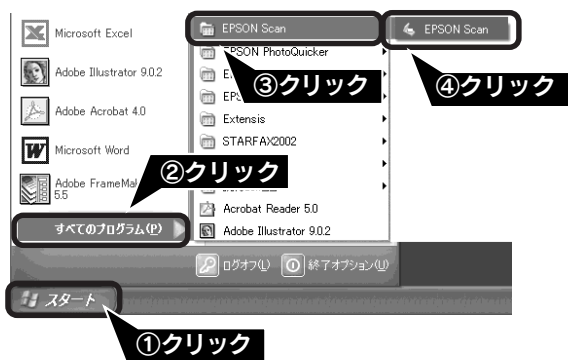 Microsoft Excel
Adobe Illustrator 9.0.2
Adobe Acrobat 4.0
Microsoft Word
Adobe FrameMa
5.5
すべてのプログラム(P)
EPSON Scan
EPSON PhotoQuicker
EPS
Extensis
STARFAX2002
Acrobat Reader 5.0
Adobe Illustrator 9.0.2
EPSON Scan
③クリック
④クリック
②クリック
ログオフ(L)
終了オプション(U)
スタート
①クリック